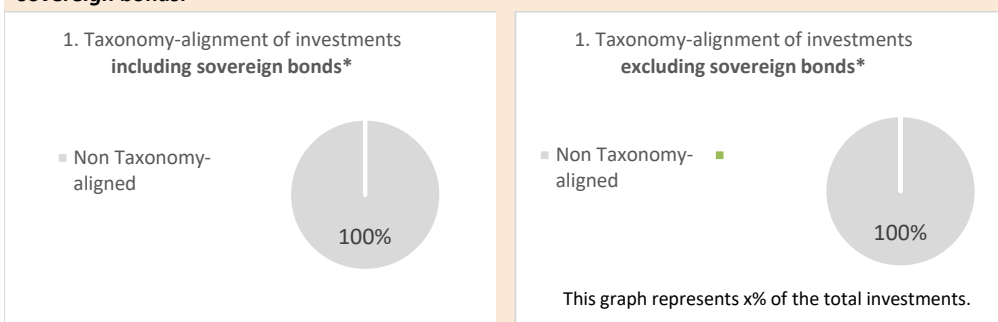 sovereign bonds.
1. Taxonomy-alignment of investments
including sovereign bonds*
Non Taxonomy-
aligned
100%
1. Taxonomy-alignment of investments
excluding sovereign bonds*
Non Taxonomy-
aligned
100%
This graph represents x% of the total investments.